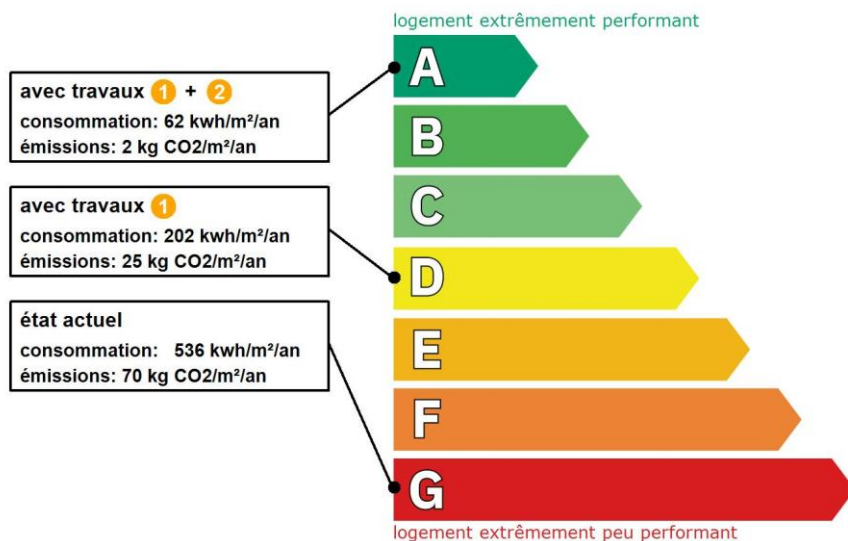 logement extrêmement performant
A
avec travaux 1 + 2
consommation: 62 kwh/m²/an
émissions: 2 kg CO2/m²/an
B
C
avec travaux 1
consommation: 202 kwh/m²/an
émissions: 25 kg CO2/m²/an
D
état actuel
consommation: 536 kwh/m²/an
émissions: 70 kg CO2/m²/an
E
F
G
logement extrêmement peu performant